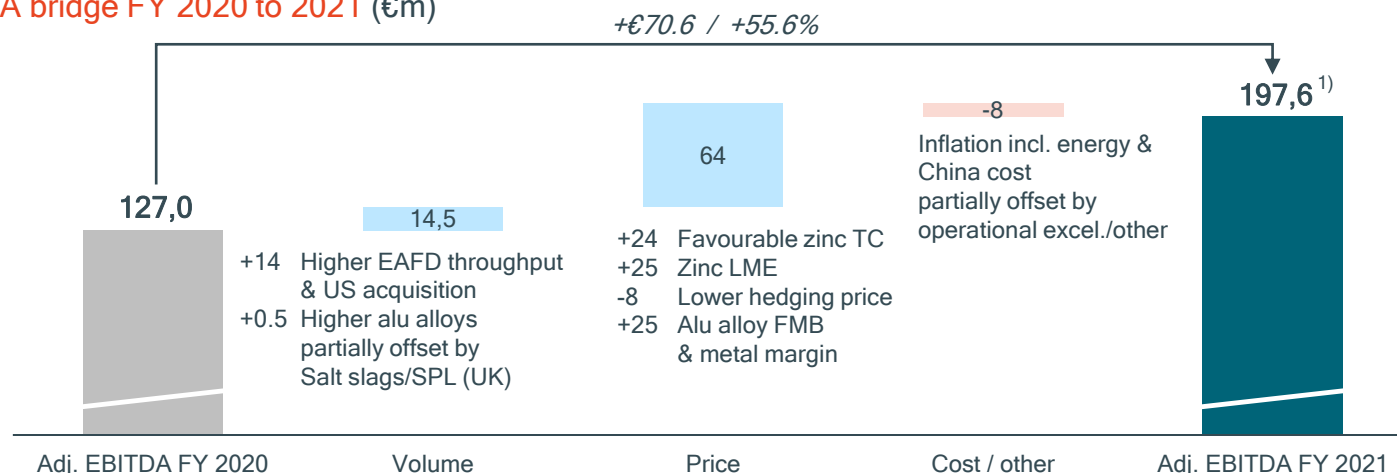 A bridge FY 2020 to 2021 (€m)
+€70.6 / +55.6%
127,0
14,5
+14 Higher EAFD throughput
& US acquisition
+0.5 Higher alu alloys
partially offset by
Salt slags/SPL (UK)
64
+24 Favourable zinc TC
+25 Zinc LME
-8 Lower hedging price
+25 Alu alloy FMB
& metal margin
-8
Inflation incl. energy &
China cost
partially offset by
operational excel./other
197,6 1)
Adj. EBITDA FY 2020
Volume
Price
Cost / other
Adj. EBITDA FY 2021